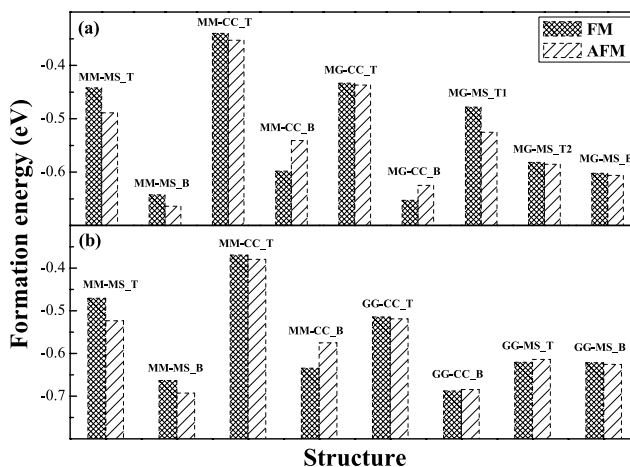 (a)
FM
AFM
MM-CC_T
MM-MS_T
MG-CC_T
MG-MS_T1
MM-CC_B
MG-MS_T2
MG-MS_B
MG-CC_B
MM-MS_B
-0.4
-0.5
-0.6
Formation energy (eV)
(b)
MM-CC_T
MM-MS_T
GG-CC_T
MM-CC_B
GG-MS_T
GG-MS_B
MM-MS_B
GG-CC_B
-0.4
-0.5
-0.6
-0.7
Structure